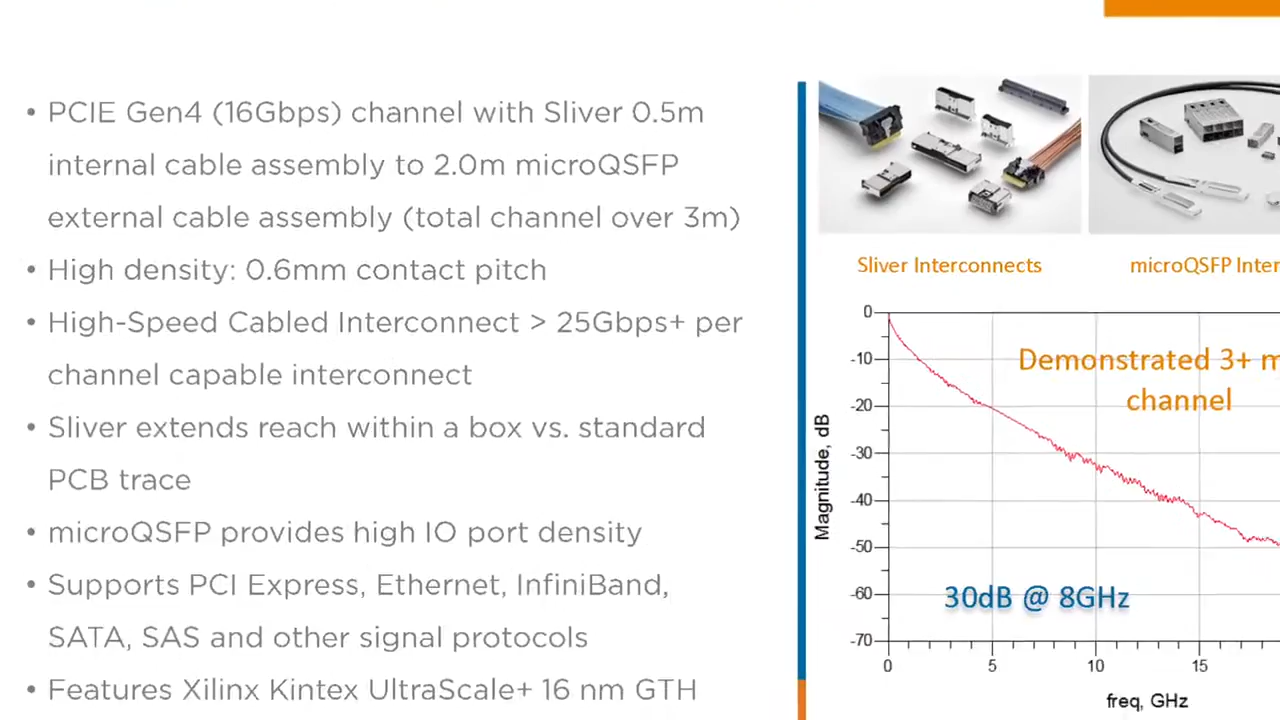 • PCIE Gen4 (16Gbps) channel with Sliver 0.5m
internal cable assembly to 2.0m microQSFP
external cable assembly (total channel over 3m)
• High density: 0.6mm contact pitch
• High-Speed Cabled Interconnect > 25Gbps+ per
channel capable interconnect
• Sliver extends reach within a box vs. standard
PCB trace
• microQSFP provides high IO port density
• Supports PCI Express, Ethernet, InfiniBand,
SATA, SAS and other signal protocols
• Features Xilinx Kintex UltraScale+ 16 nm GTH
Sliver Interconnects
microQSFP Inter
Demonstrated 3+ m
channel
30dB @ 8GHz
Magnitude, dB
0
-10
-20
-30
-40
-50
-60
-70
0 5 10 15
freq, GHz